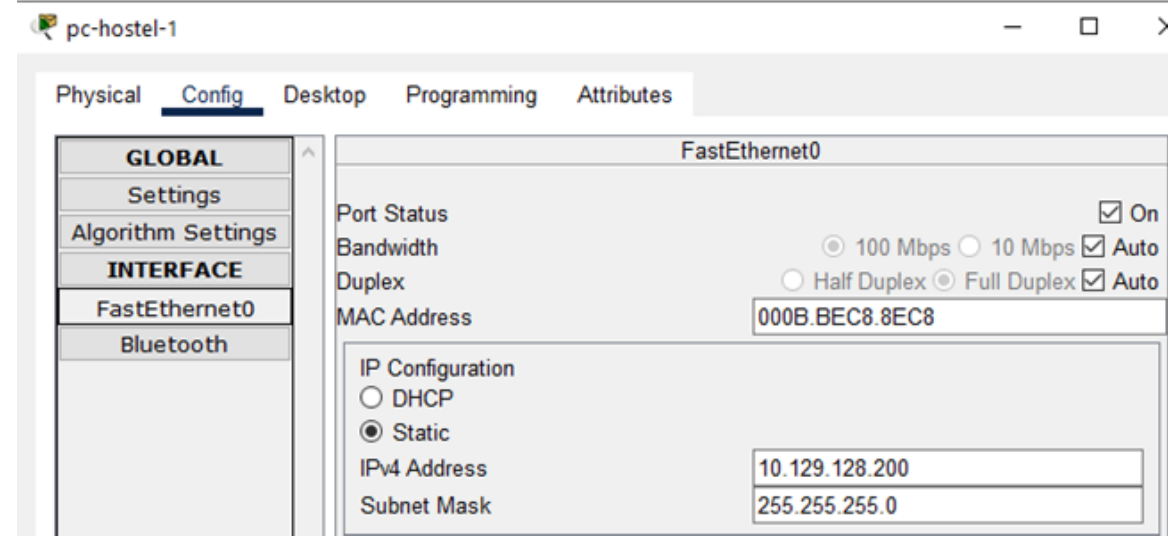 pc-hostel-1
Physical Config Desktop Programming Attributes
GLOBAL
Settings
Algorithm Settings
INTERFACE
FastEthernet0
Bluetooth
FastEthernet0
Port Status On
Bandwidth 100 Mbps 10 Mbps Auto
Duplex Half Duplex Full Duplex Auto
MAC Address 000B.BEC8.8EC8
IP Configuration
DHCP
Static
IPv4 Address 10.129.128.200
Subnet Mask 255.255.255.0